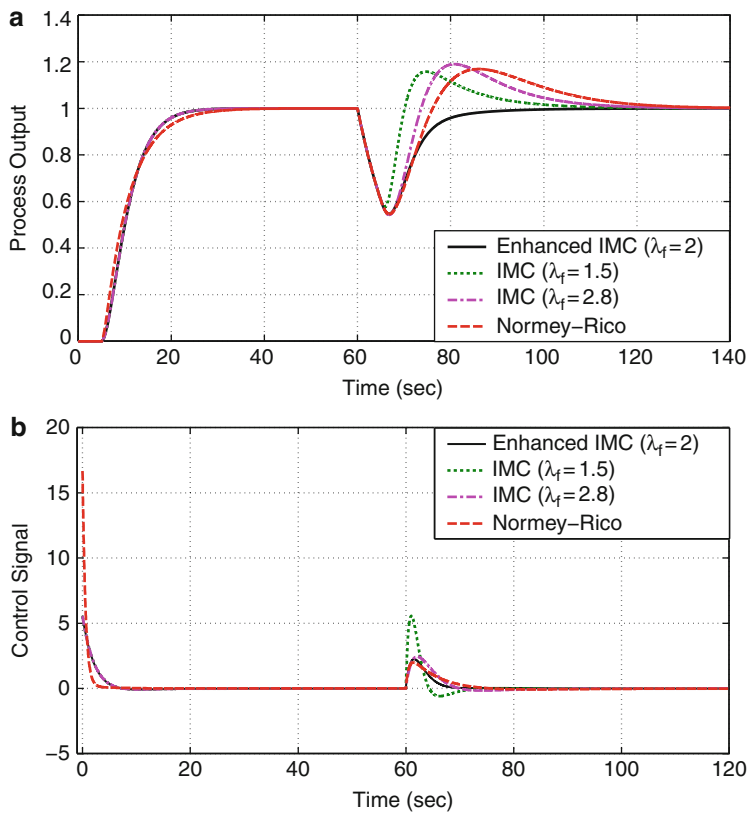 a
1.4
1.2
1
0.8
0.6
0.4
0.2
0
Process Output
Enhanced IMC (λf=2)
IMC (λf=1.5)
IMC (λf=2.8)
Normey−Rico
0 20 40 60 80 100 120 140
Time (sec)
b
20
15
10
5
0
−5
Control Signal
Enhanced IMC (λf=2)
IMC (λf=1.5)
IMC (λf=2.8)
Normey−Rico
0 20 40 60 80 100 120
Time (sec)